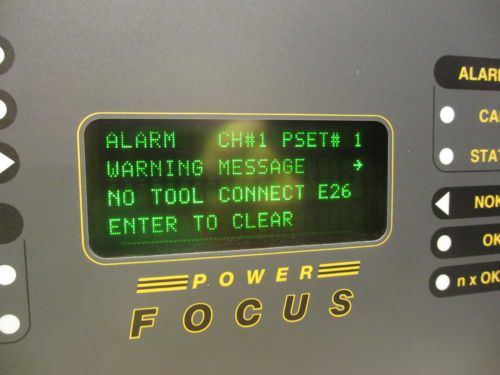 ALARM CH#1 PSET# 1
WARNING MESSAGE →
NO TOOL CONNECT E26
ENTER TO CLEAR
POWER
FOCUS
ALARM
NOK
OK
n x OK